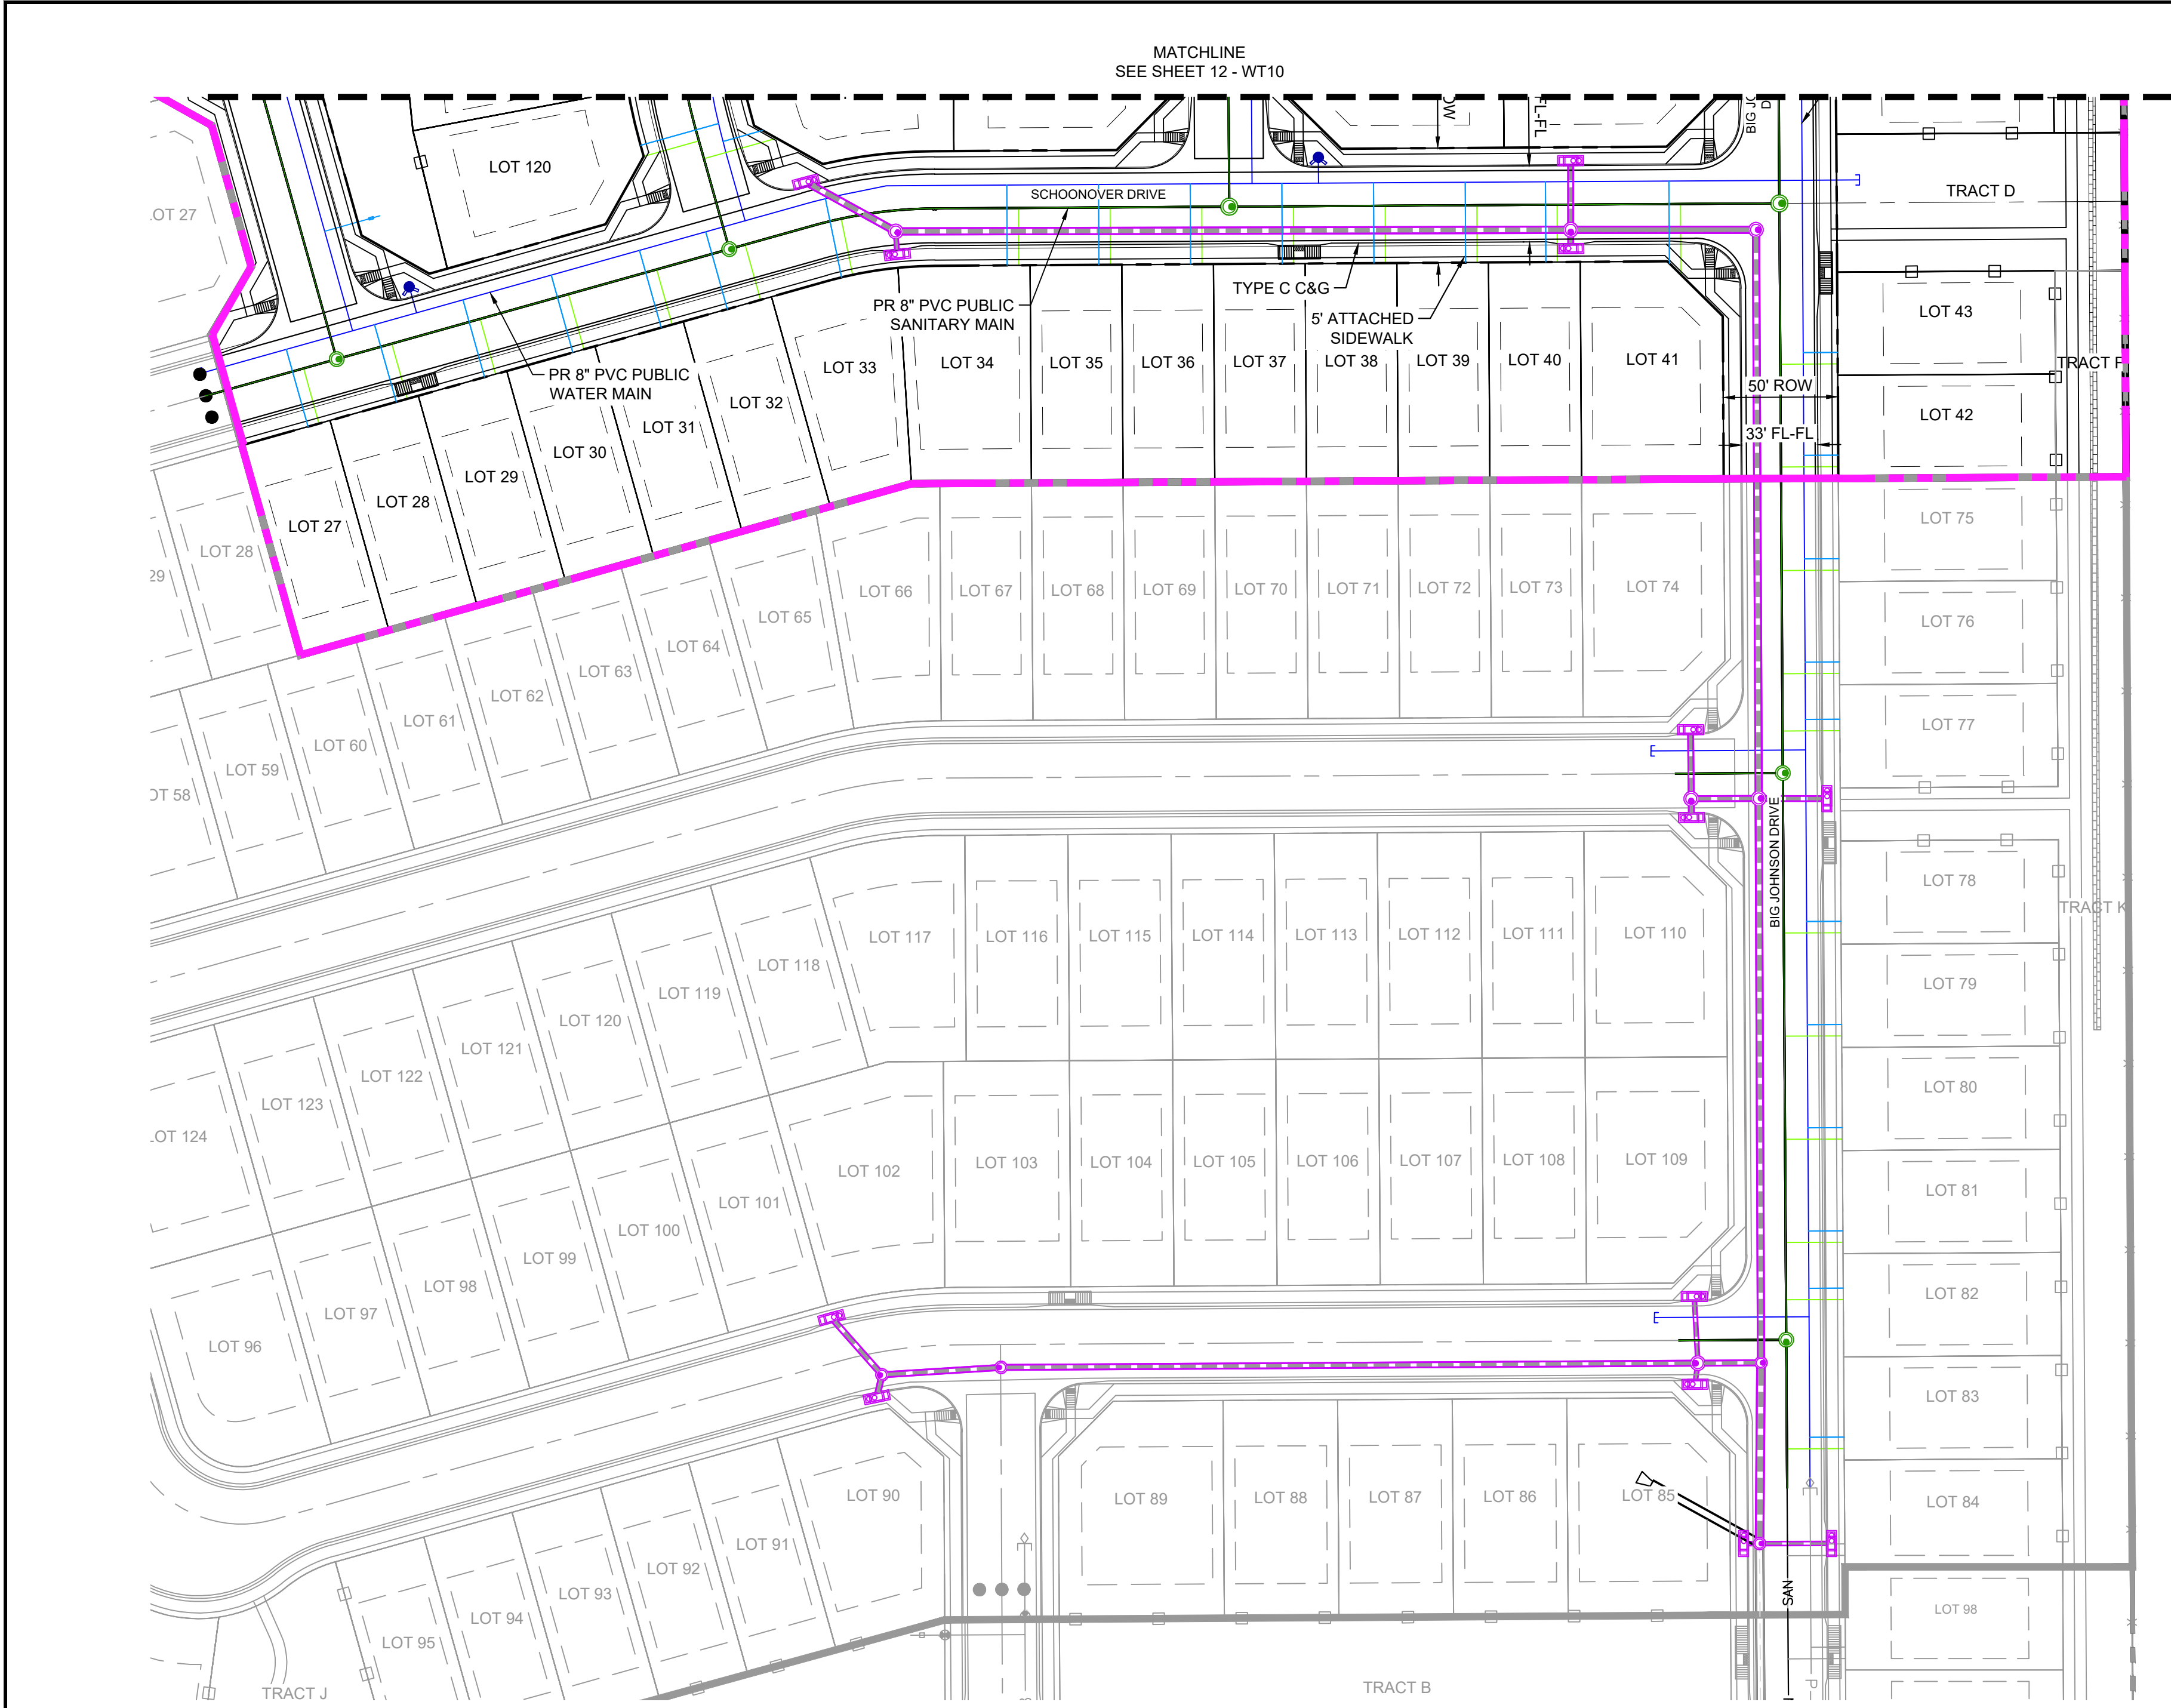 MATCHLINE
SEE SHEET 12 - WT10
LOT 120
SCHOONOVER DRIVE
TRACT D
BIG JO
D
OW
FL-FL
LOT 27
PR 8" PVC PUBLIC
SANITARY MAIN
TYPE C C&G
5' ATTACHED
SIDEWALK
PR 8" PVC PUBLIC
WATER MAIN
LOT 43
TRACT F
LOT 33
LOT 34
LOT 35
LOT 36
LOT 37
LOT 38
LOT 39
LOT 40
LOT 41
50' ROW
33' FL-FL
LOT 42
LOT 32
LOT 31
LOT 30
LOT 29
LOT 28
LOT 27
LOT 28
29
LOT 75
LOT 66
LOT 67
LOT 68
LOT 69
LOT 70
LOT 71
LOT 72
LOT 73
LOT 74
LOT 76
LOT 65
LOT 64
LOT 63
LOT 62
LOT 61
LOT 60
LOT 59
OT 58
LOT 77
BIG JOHNSON DRIVE
LOT 78
TRACT K
LOT 117
LOT 116
LOT 115
LOT 114
LOT 113
LOT 112
LOT 111
LOT 110
LOT 118
LOT 119
LOT 120
LOT 121
LOT 122
LOT 123
LOT 124
LOT 79
LOT 80
LOT 102
LOT 103
LOT 104
LOT 105
LOT 106
LOT 107
LOT 108
LOT 109
LOT 101
LOT 100
LOT 99
LOT 98
LOT 97
LOT 96
LOT 81
LOT 82
LOT 83
LOT 84
LOT 90
LOT 89
LOT 88
LOT 87
LOT 86
LOT 85
LOT 91
LOT 92
LOT 93
LOT 94
LOT 95
SAN
LOT 98
TRACT J
TRACT B
P